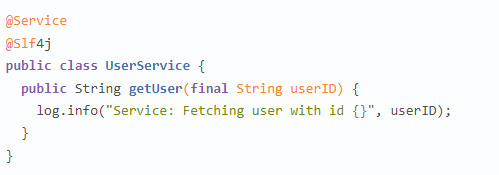 @Service
@Slf4j
public class UserService {
  public String getUser(final String userID) {
    log.info("Service: Fetching user with id {}", userID);
  }
}